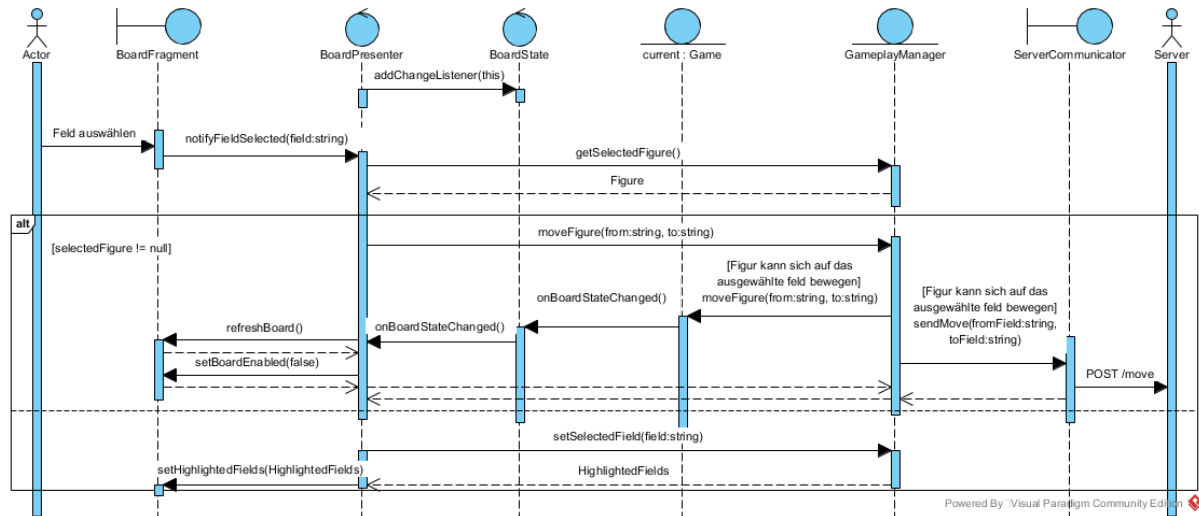 Actor
BoardFragment
BoardPresenter
BoardState
current : Game
GameplayManager
ServerCommunicator
Server
addChangeListener(this)
Feld auswählen
notifyFieldSelected(field:string)
getSelectedFigure()
Figure
alt
[selectedFigure != null]
moveFigure(from:string, to:string)
[Figur kann sich auf das
ausgewählte feld bewegen]
moveFigure(from:string, to:string)
[Figur kann sich auf das
ausgewählte feld bewegen]
sendMove(fromField:string,
toField:string)
onBoardStateChanged()
onBoardStateChanged()
refreshBoard()
setBoardEnabled(false)
POST /move
setSelectedField(field:string)
setHighlightedFields(HighlightedFields)
HighlightedFields
Powered By Visual Paradigm Community Edition